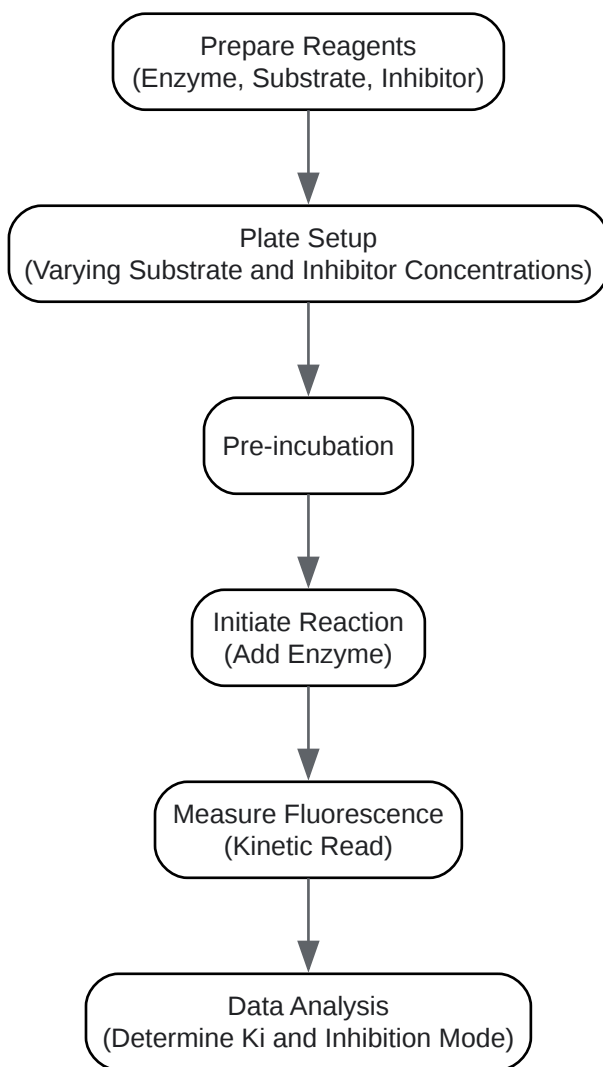 Prepare Reagents
(Enzyme, Substrate, Inhibitor)
Plate Setup
(Varying Substrate and Inhibitor Concentrations)
Pre-incubation
Initiate Reaction
(Add Enzyme)
Measure Fluorescence
(Kinetic Read)
Data Analysis
(Determine Ki and Inhibition Mode)